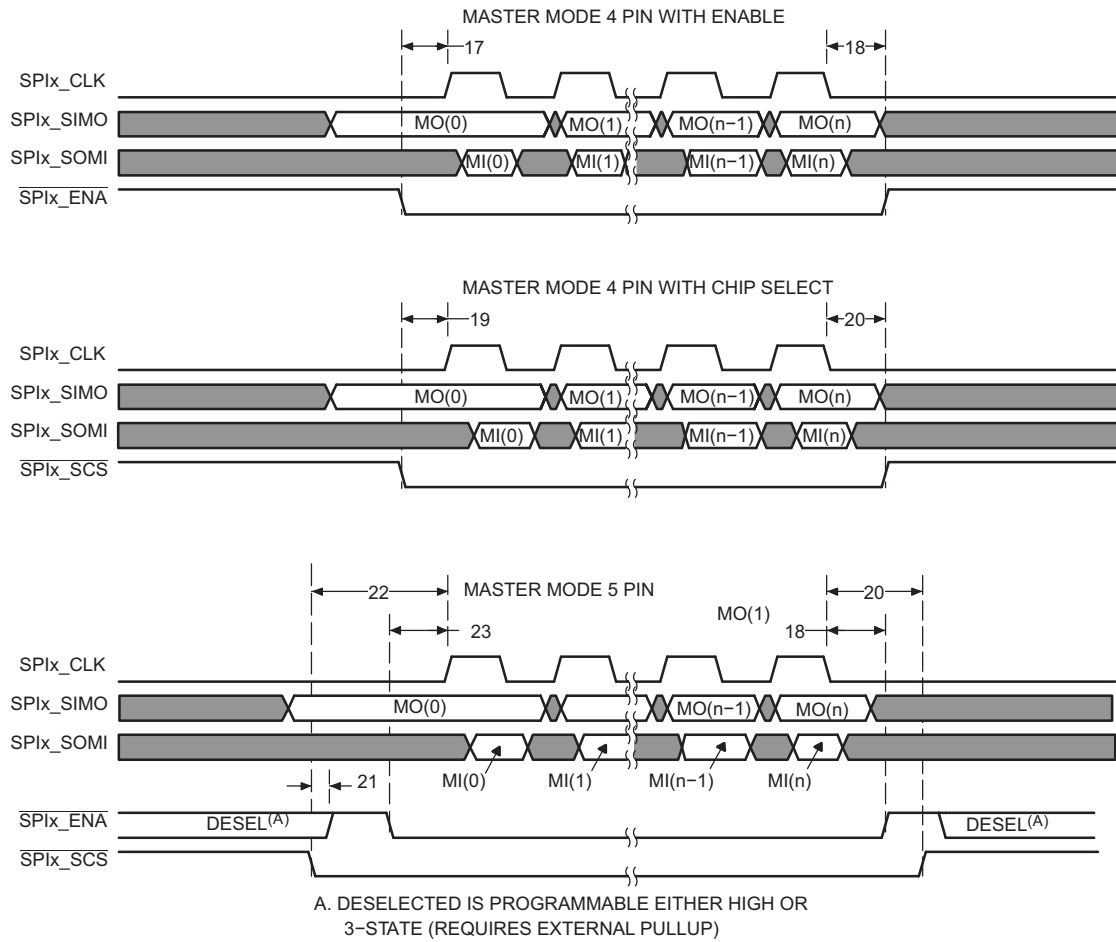 MASTER MODE 4 PIN WITH ENABLE
17 18
SPIx_CLK
SPIx_SIMO MO(0) MO(1) MO(n−1) MO(n)
SPIx_SOMI MI(0) MI(1) MI(n−1) MI(n)
SPIx_ENA
MASTER MODE 4 PIN WITH CHIP SELECT
19 20
SPIx_CLK
SPIx_SIMO MO(0) MO(1) MO(n−1) MO(n)
SPIx_SOMI MI(0) MI(1) MI(n−1) MI(n)
SPIx_SCS
22 MASTER MODE 5 PIN 20
MO(1)
23 18
SPIx_CLK
SPIx_SIMO MO(0) MO(n−1) MO(n)
SPIx_SOMI
MI(0) MI(1) MI(n−1) MI(n)
21
SPIx_ENA DESEL(A) DESEL(A)
SPIx_SCS
A. DESELECTED IS PROGRAMMABLE EITHER HIGH OR
3−STATE (REQUIRES EXTERNAL PULLUP)